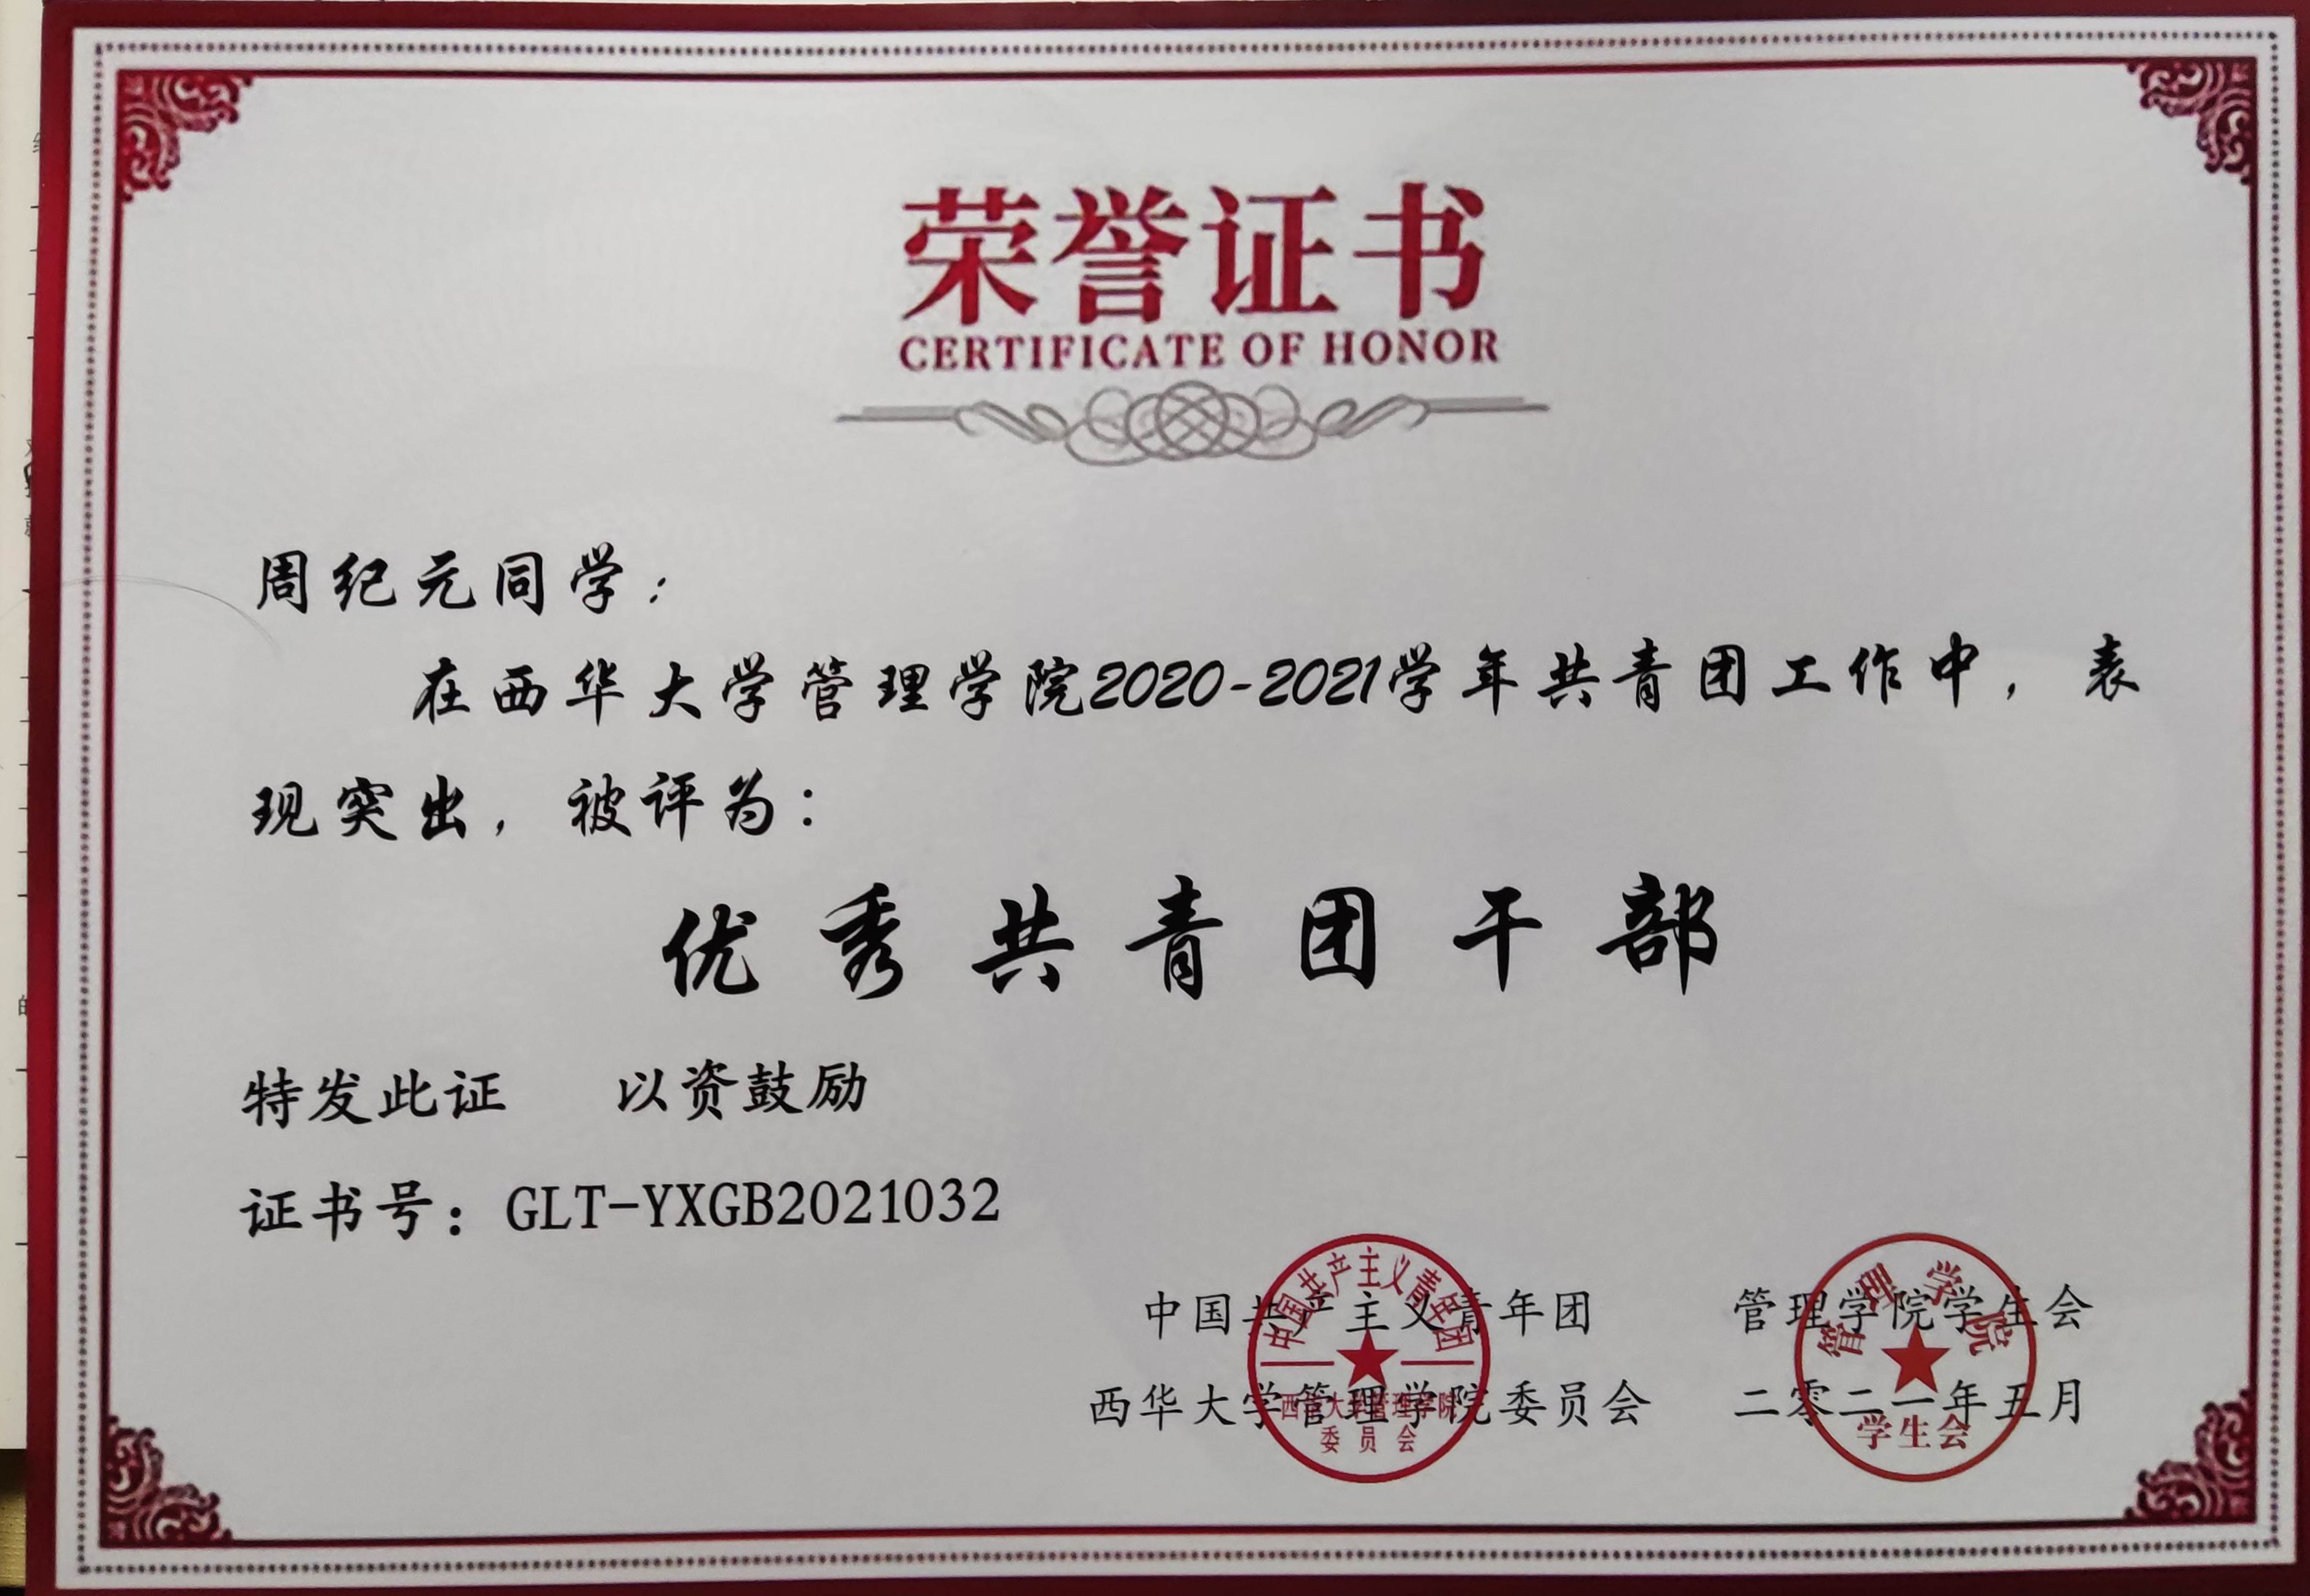 荣誉证书
CERTIFICATE OF HONOR
周纪元同学：
在西华大学管理学院2020-2021学年共青团工作中，表
现突出，被评为：
优秀共青团干部
特发此证 以资鼓励
证书号：GLT-YXGB2021032
中国共产主义青年团 管理学院学生会
西华大学管理学院委员会 二零二一年五月
中国共产主义青年团
西华大学管理学院
委员会
管理学院
学生会